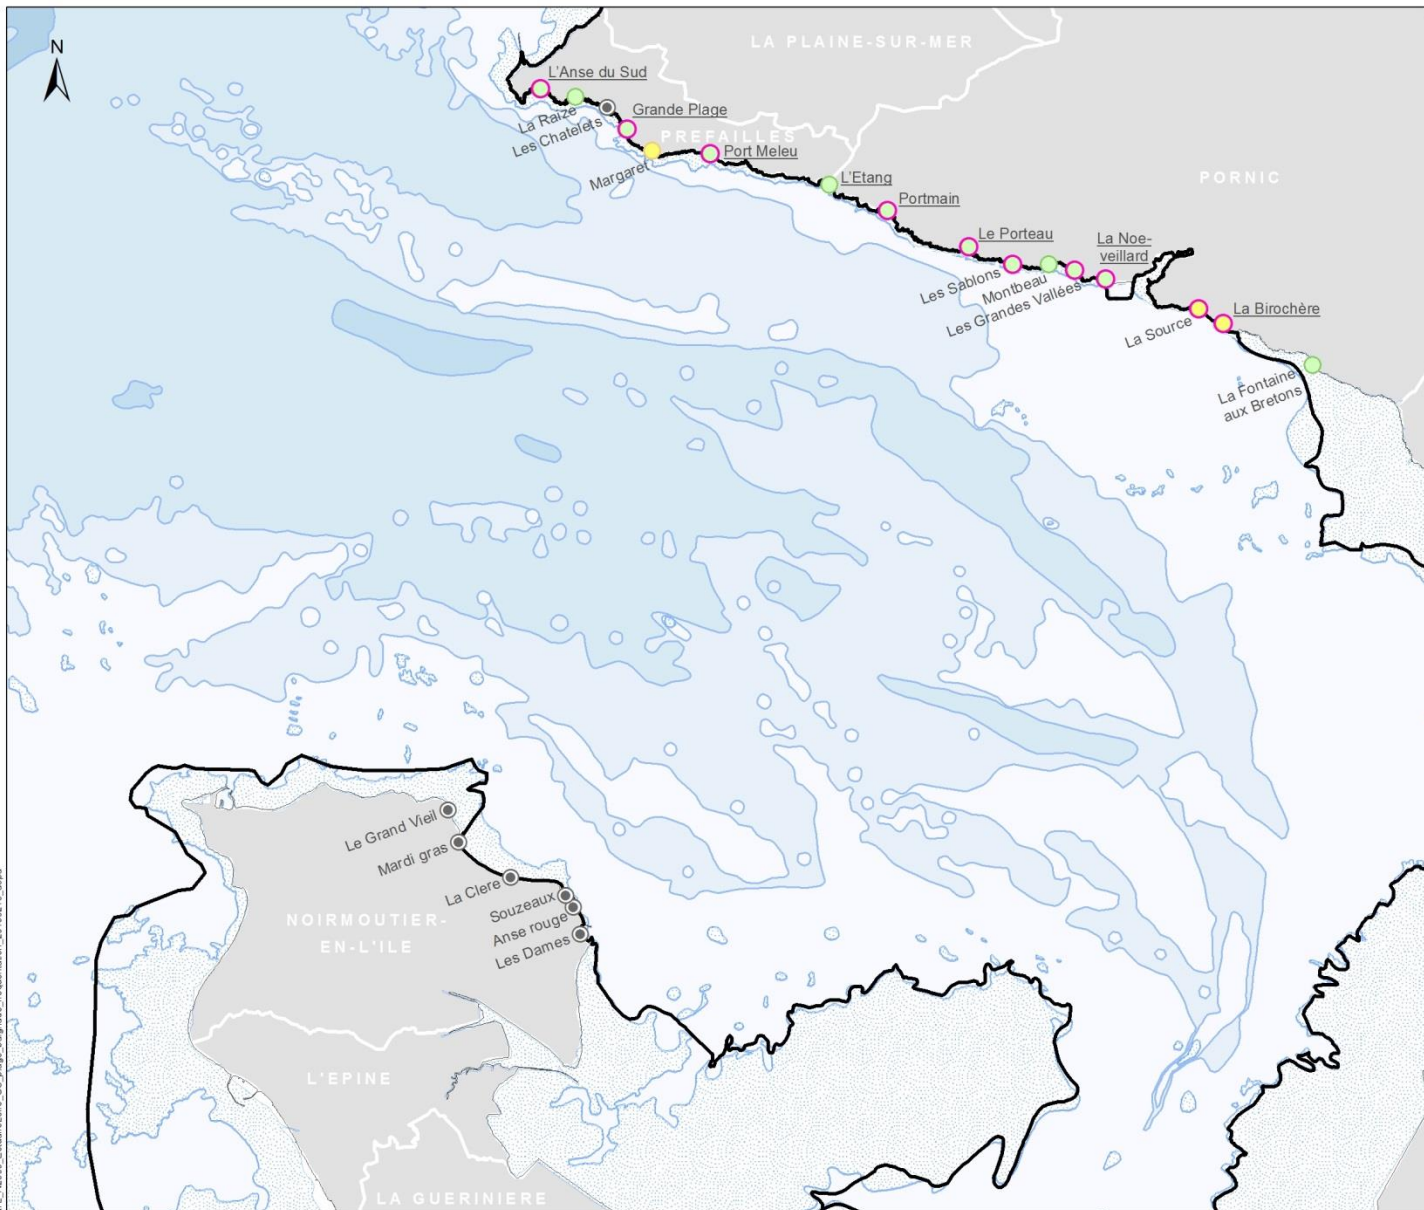 LA PLAINE-SUR-MER
N
L'Anse du Sud
La Raize
Les Chatelets
Grande Plage
PREFAILLES
Margaret
Port Meleu
L'Etang
PORNIC
Portmain
Le Porteau
La Noe-
veillard
Les Sablons
Montbeau
Les Grandes Vallées
La Source
La Birochère
La Fontaine
aux Bretons
Le Grand Vieil
Mardi gras
La Clere
Souzeaux
Anse rouge
Les Dames
NOIRMOUTIER-
EN-L'ILE
L'EPINE
LA GUERINIERE